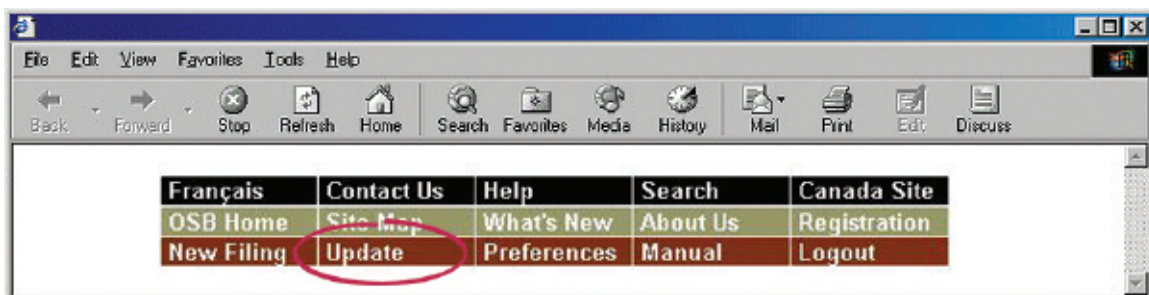 File Edit View Favorites Tools Help
Back Forward Stop Refresh Home Search Favorites Media History Mail Print Edit Discuss
Français Contact Us Help Search Canada Site
OSB Home Site Map What's New About Us Registration
New Filing Update Preferences Manual Logout